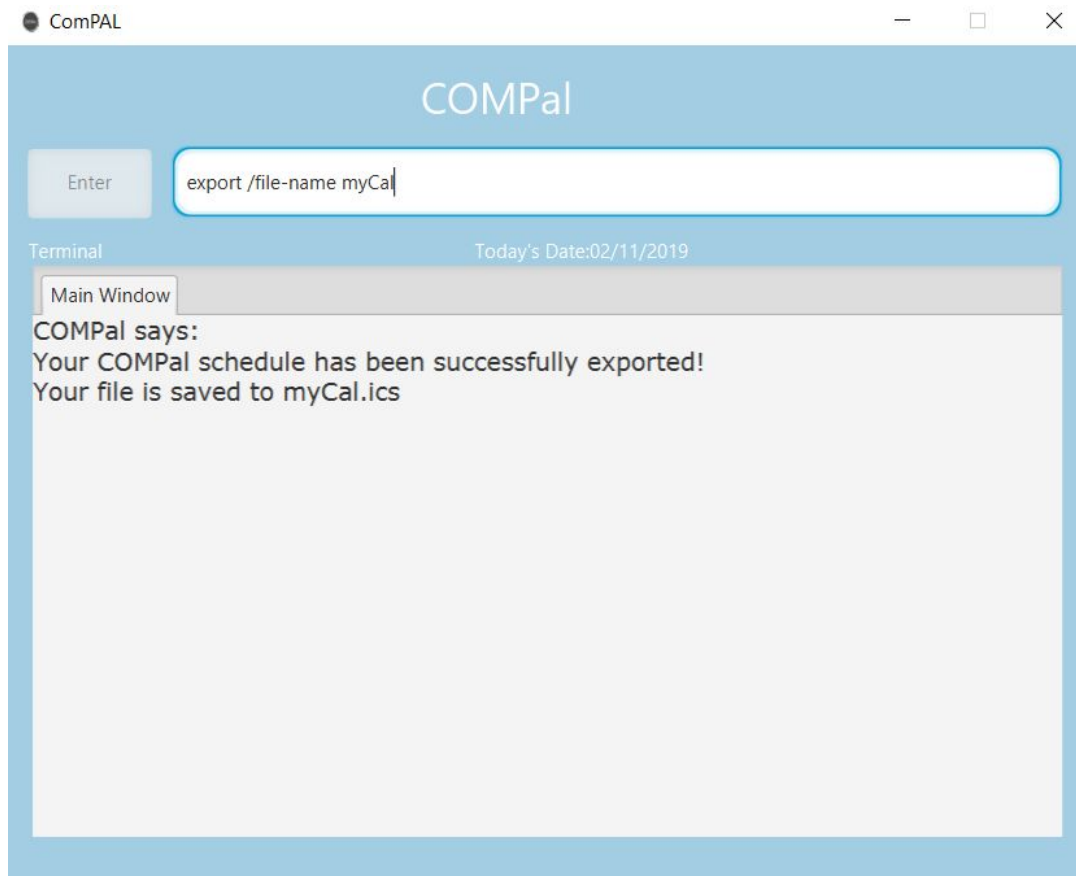 ComPAL
COMPal
Enter
export /file-name myCal
Terminal
Today's Date:02/11/2019
Main Window
COMPal says:
Your COMPal schedule has been successfully exported!
Your file is saved to myCal.ics